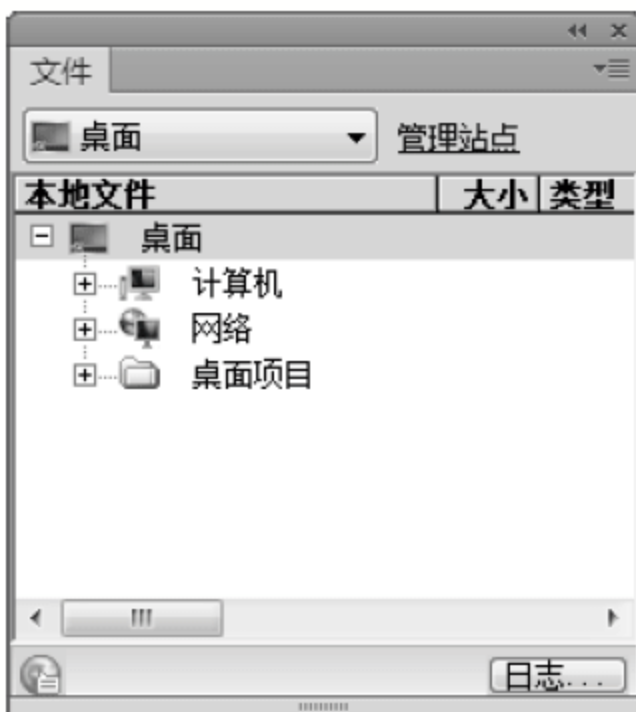 文件
桌面 管理站点
本地文件 大小 类型
桌面
计算机
网络
桌面项目
日志...